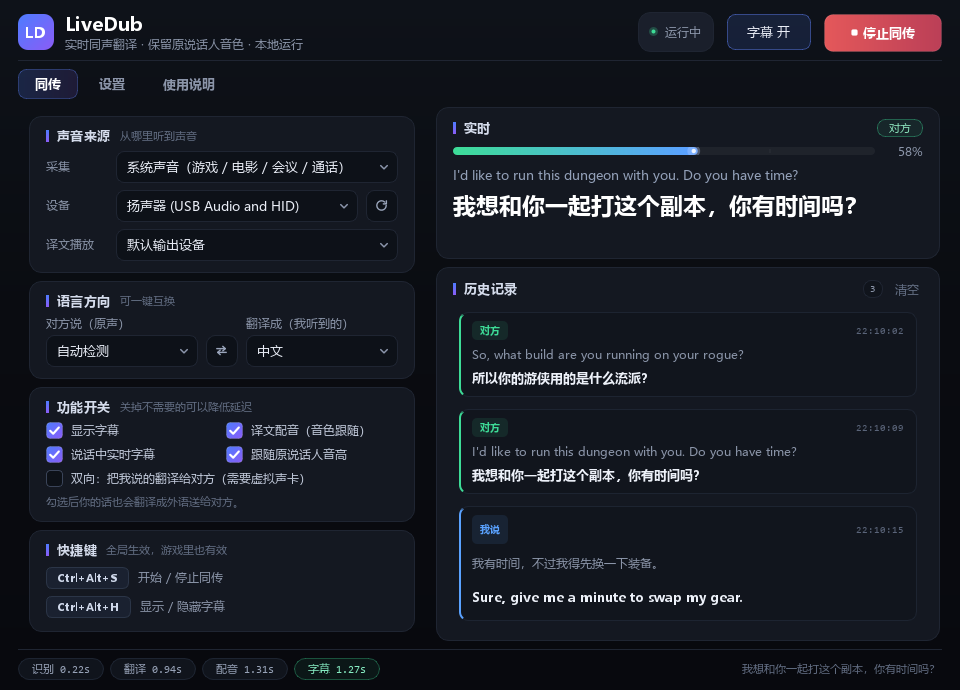 LD
LiveDub
实时同声翻译 · 保留原说话人音色 · 本地运行
运行中
字幕 开
停止同传
同传
设置
使用说明
声音来源 从哪里听到声音
采集 系统声音（游戏 / 电影 / 会议 / 通话）
设备 扬声器 (USB Audio and HID)
译文播放 默认输出设备
语言方向 可一键互换
对方说（原声） 翻译成（我听到的）
自动检测 中文
功能开关 关掉不需要的可以降低延迟
显示字幕 译文配音（音色跟随）
说话中实时字幕 跟随原说话人音高
双向：把我说的翻译给对方（需要虚拟声卡）
勾选后你的话也会翻译成外语送给对方。
快捷键 全局生效，游戏里也有效
Ctrl+Alt+S 开始 / 停止同传
Ctrl+Alt+H 显示 / 隐藏字幕
实时 对方
58%
I'd like to run this dungeon with you. Do you have time?
我想和你一起打这个副本，你有时间吗？
历史记录 3 清空
对方 22:10:02
So, what build are you running on your rogue?
所以你的游侠用的是什么流派？
对方 22:10:09
I'd like to run this dungeon with you. Do you have time?
我想和你一起打这个副本，你有时间吗？
我说 22:10:15
我有时间，不过我得先换一下装备。
Sure, give me a minute to swap my gear.
识别 0.22s 翻译 0.94s 配音 1.31s 字幕 1.27s
我想和你一起打这个副本，你有时间吗？